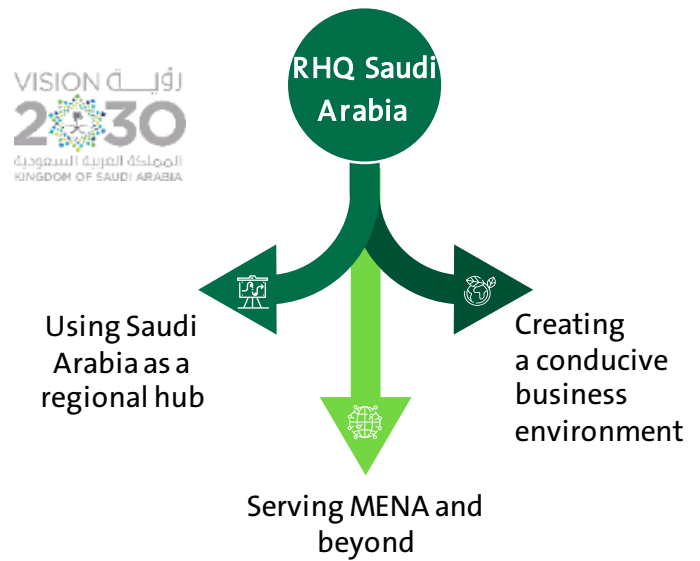 RHQ Saudi
Arabia
VISION رؤيــة
2030
المملكة العربية السعودية
KINGDOM OF SAUDI ARABIA
Using Saudi
Arabia as a
regional hub
Creating
a conducive
business
environment
Serving MENA and
beyond